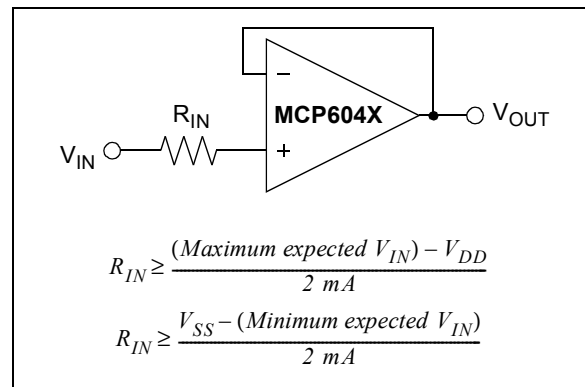 −
MCP604X
R_IN
V_IN
+
V_OUT
R_IN ≥ (Maximum expected V_IN) – V_DD
2 mA
R_IN ≥ V_SS – (Minimum expected V_IN)
2 mA